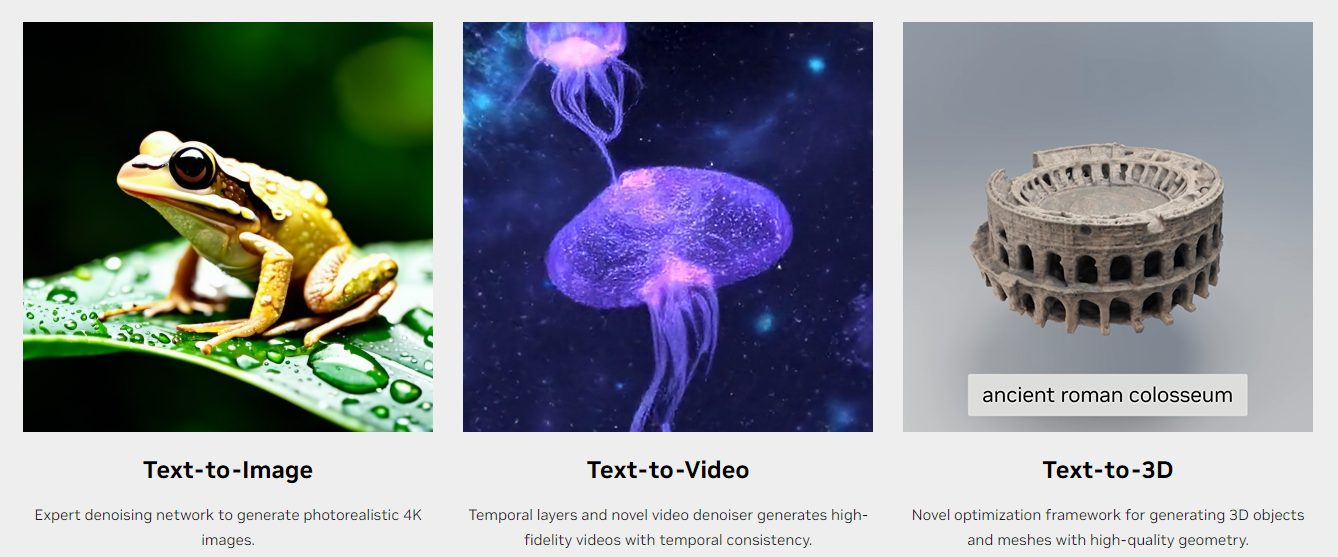 ancient roman colosseum
Text-to-Image
Expert denoising network to generate photorealistic 4K
images.
Text-to-Video
Temporal layers and novel video denoiser generates high-
fidelity videos with temporal consistency.
Text-to-3D
Novel optimization framework for generating 3D objects
and meshes with high-quality geometry.